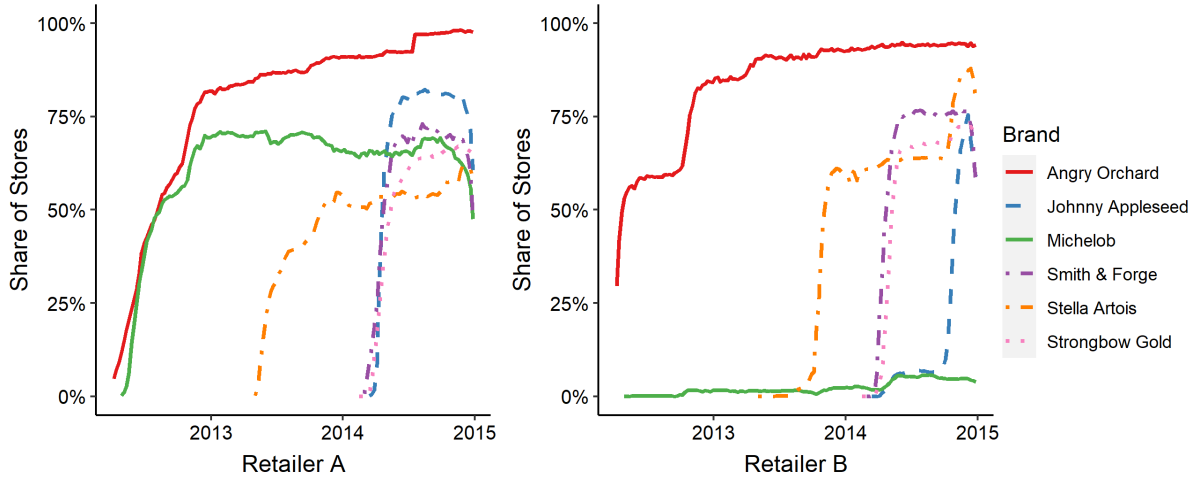 Share of Stores
100%
75%
50%
25%
0%
2013 2014 2015
Retailer A
Share of Stores
100%
75%
50%
25%
0%
2013 2014 2015
Retailer B
Brand
Angry Orchard
Johnny Appleseed
Michelob
Smith & Forge
Stella Artois
Strongbow Gold